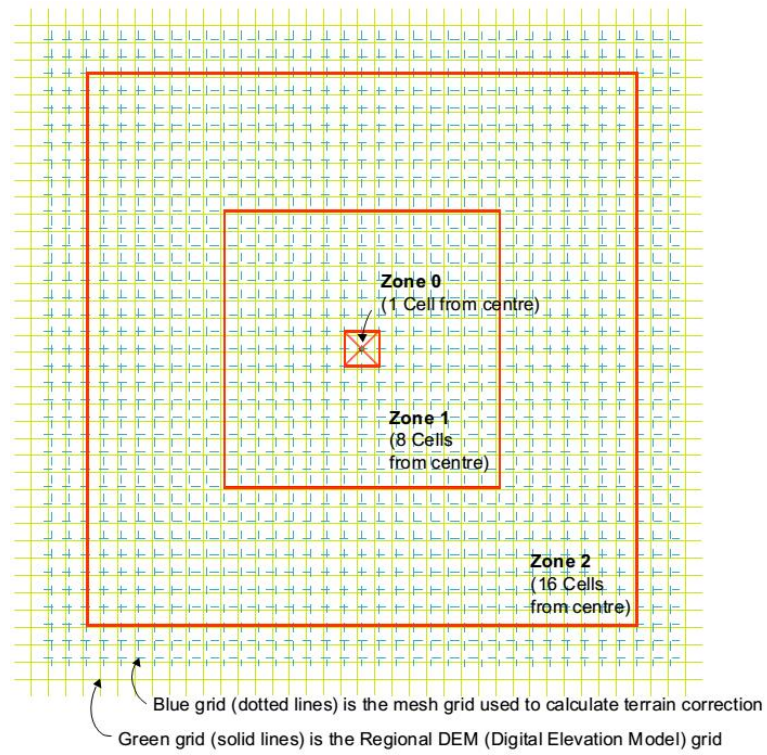 Zone 0
(1 Cell from centre)
Zone 1
(8 Cells
from centre)
Zone 2
(16 Cells
from centre)
Blue grid (dotted lines) is the mesh grid used to calculate terrain correction
Green grid (solid lines) is the Regional DEM (Digital Elevation Model) grid